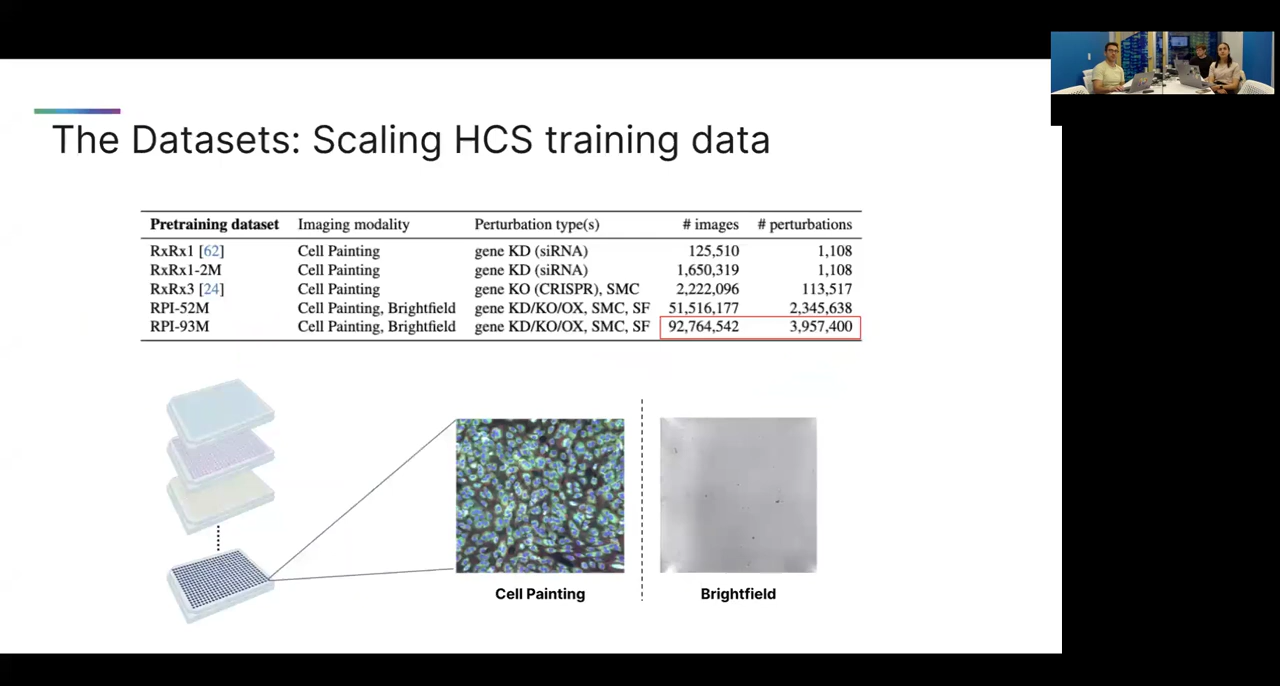 The Datasets: Scaling HCS training data
Pretraining dataset Imaging modality Perturbation type(s) # images # perturbations
RxRx1 [62] Cell Painting gene KD (siRNA) 125,510 1,108
RxRx1-2M Cell Painting gene KD (siRNA) 1,650,319 1,108
RxRx3 [24] Cell Painting gene KO (CRISPR), SMC 2,222,096 113,517
RPI-52M Cell Painting, Brightfield gene KD/KO/OX, SMC, SF 51,516,177 2,345,638
RPI-93M Cell Painting, Brightfield gene KD/KO/OX, SMC, SF 92,764,542 3,957,400
Cell Painting Brightfield